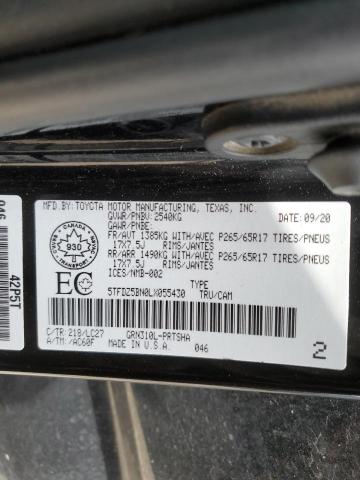 MFD.BY:TOYOTA MOTOR MANUFACTURING, TEXAS, INC.
GVWR/PNBV:2540KG DATE:09/20
GAWR/PNBE:
FR/AVT 1385KG WITH/AVEC P265/65R17 TIRES/PNEUS
17X7.5J RIMS/JANTES
RR/ARR 1490KG WITH/AVEC P265/65R17 TIRES/PNEUS
17X7.5J RIMS/JANTES
ICES/NMB-002
TYPE
5TFDZ5BN0LX055430 TRU/CAM
CANADA
930
TRANSPORT
EC
C/TR:218/LC27 GRN310L-PRTSHA
A/TM: /AC60F MADE IN U.S.A. 046
2
046
42P5T